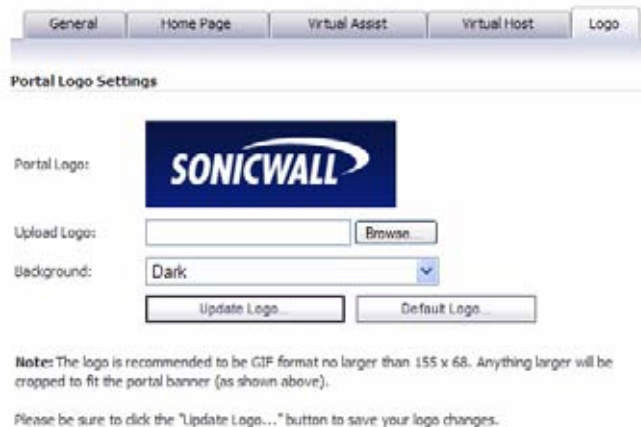 General Home Page Virtual Assist Virtual Host Logo
Portal Logo Settings
Portal Logo: SONICWALL
Upload Logo: Browse...
Background: Dark
Update Logo... Default Logo...
Note: The logo is recommended to be GIF format no larger than 155 x 68. Anything larger will be
cropped to fit the portal banner (as shown above).
Please be sure to click the "Update Logo..." button to save your logo changes.